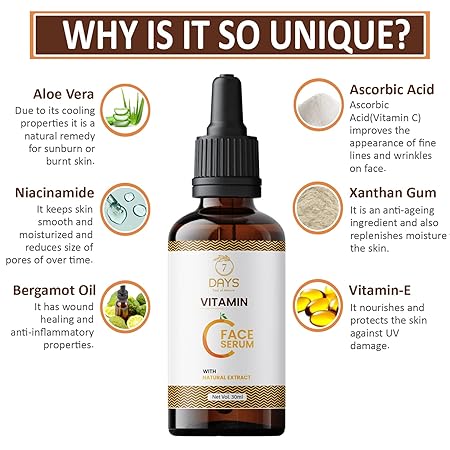 WHY IS IT SO UNIQUE?
Aloe Vera
Due to its cooling
properties it is a
natural remedy
for sunburn or
burnt skin.
Niacinamide
It keeps skin
smooth and
moisturized and
reduces size of
pores of over time.
Bergamot Oil
It has wound
healing and
anti-inflammatory
properties.
7
DAYS
VITAMIN
C FACE
SERUM
WITH
NATURAL EXTRACT
Net Vol. 30ml
Ascorbic Acid
Ascorbic
Acid(Vitamin C)
improves the
appearance of fine
lines and wrinkles
on face.
Xanthan Gum
It is an anti-ageing
ingredient and also
replenishes moisture
the skin.
Vitamin-E
It nourishes and
protects the skin
against UV
damage.